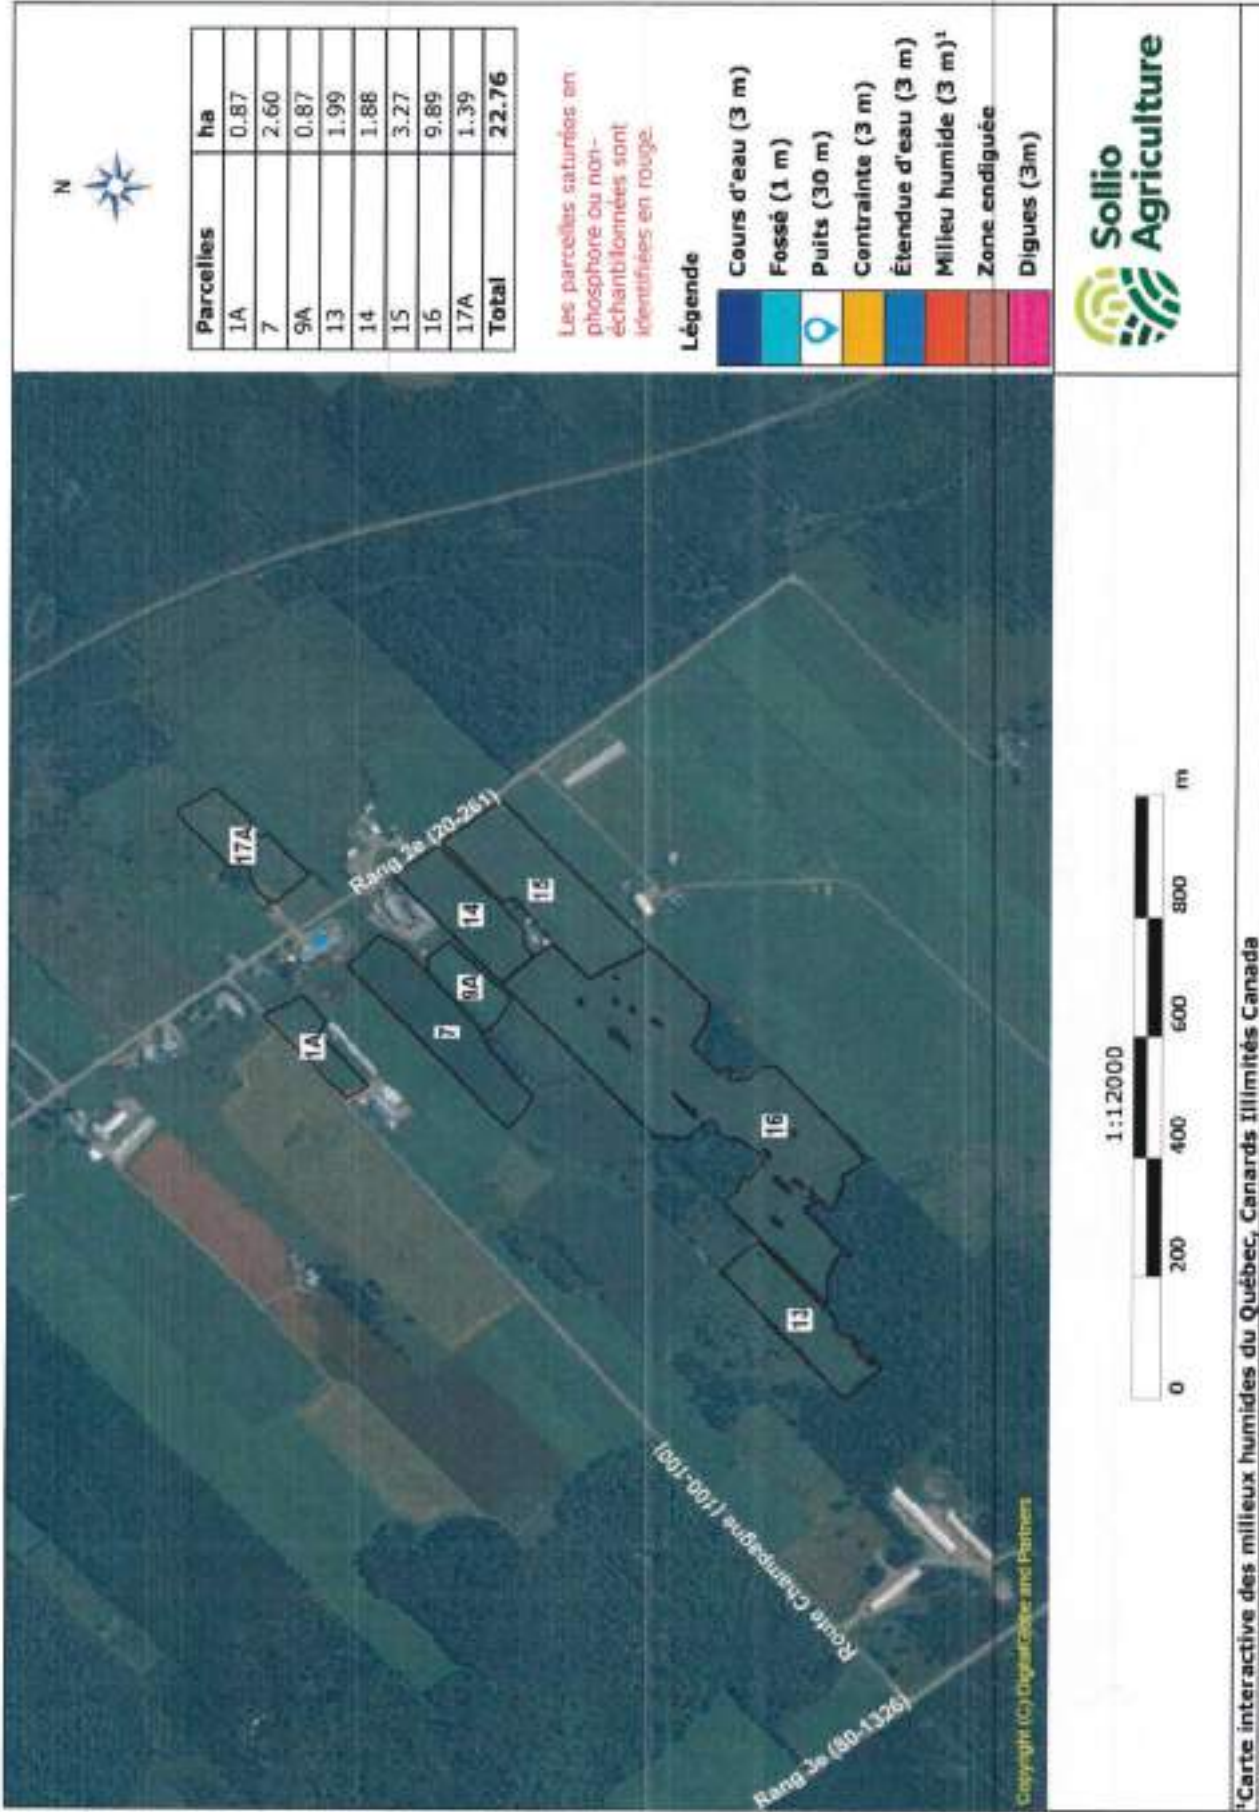 N
Parcelles ha
1A 0.87
7 2.60
9A 0.87
13 1.99
14 1.88
15 3.27
16 9.89
17A 1.39
Total 22.76
Les parcelles saturées en
phosphore ou non-
échantillonnées sont
identifiées en rouge.
Légende
Cours d'eau (3 m)
Fossé (1 m)
Puits (30 m)
Contrainte (3 m)
Étendue d'eau (3 m)
Milieu humide (3 m)¹
Zone endiguée
Digues (3m)
Sollio
Agriculture
17A
Rang 2e (20-261)
1A
14
15
9A
7
16
13
Route Champagne (100-100)
Rang 3e (80-1326)
Copyright (C) DigitalGlobe and Partners
1:12000
0 200 400 600 800 m
¹Carte interactive des milieux humides du Québec, Canards Illimités Canada